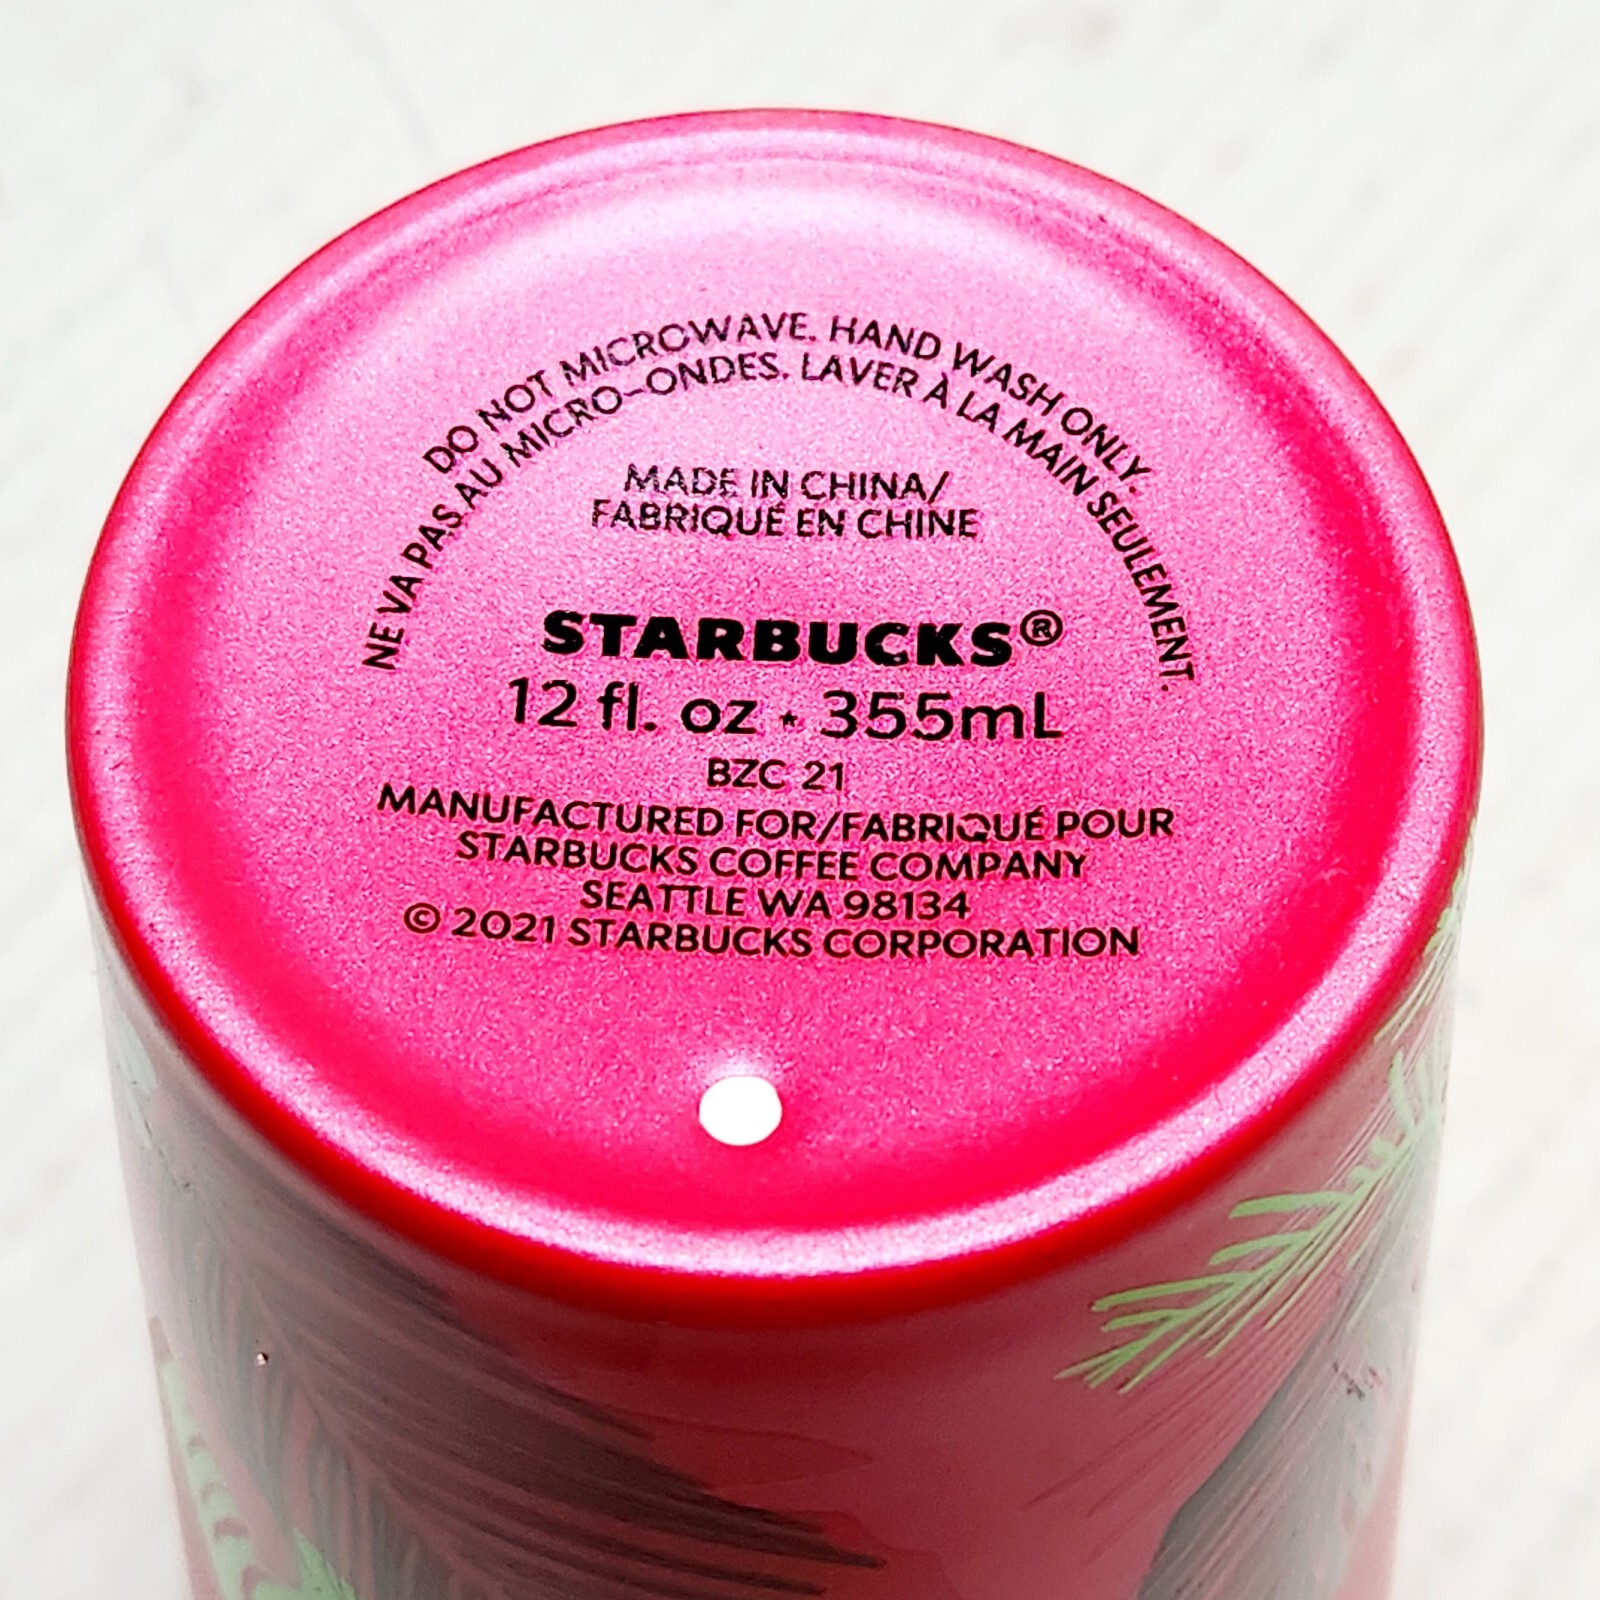 DO NOT MICROWAVE. HAND WASH ONLY.
NE VA PAS AU MICRO-ONDES. LAVER À LA MAIN SEULEMENT.
MADE IN CHINA/
FABRIQUÉ EN CHINE
STARBUCKS®
12 fl. oz • 355mL
BZC 21
MANUFACTURED FOR/FABRIQUÉ POUR
STARBUCKS COFFEE COMPANY
SEATTLE WA 98134
© 2021 STARBUCKS CORPORATION